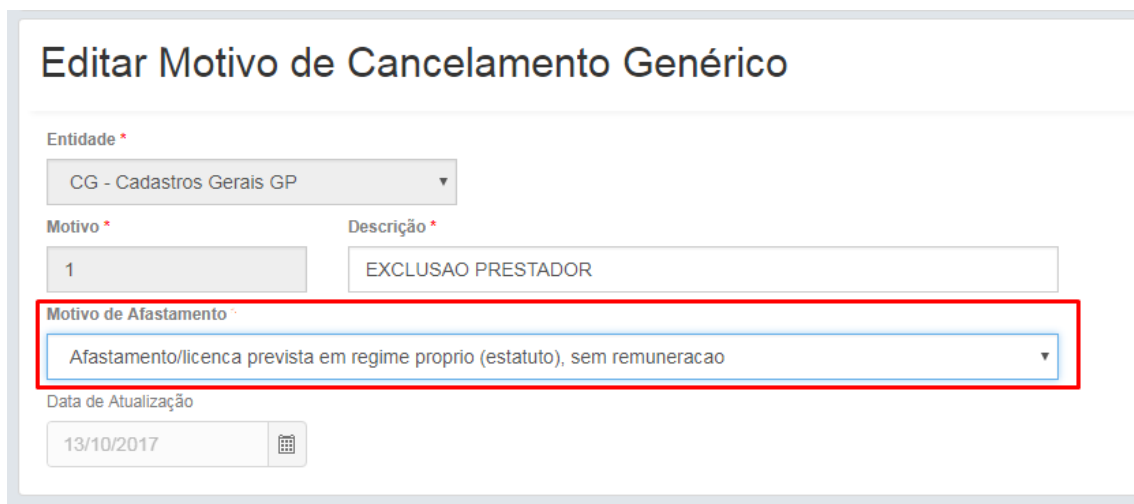 Editar Motivo de Cancelamento Genérico
Entidade *
CG - Cadastros Gerais GP
Motivo * Descrição *
1 EXCLUSAO PRESTADOR
Motivo de Afastamento *
Afastamento/licenca prevista em regime proprio (estatuto), sem remuneracao
Data de Atualização
13/10/2017